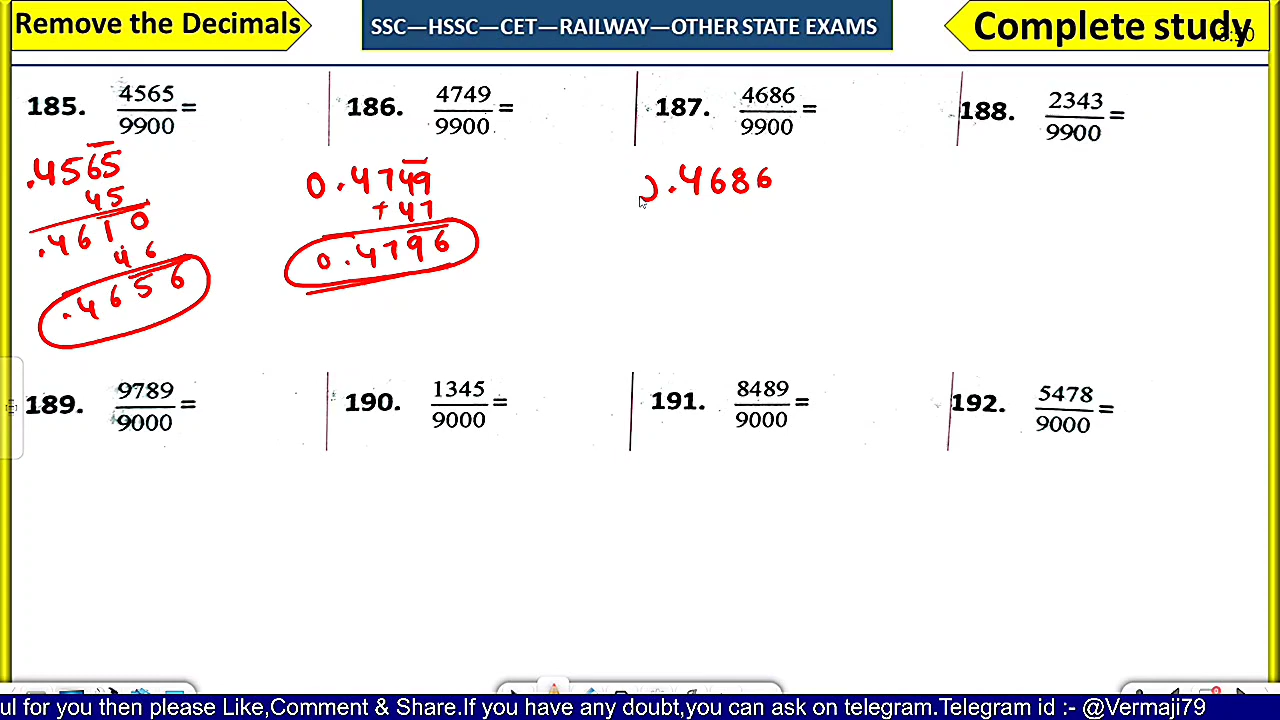 Remove the Decimals
SSC—HSSC—CET—RAILWAY—OTHER STATE EXAMS
Complete study
185. 4565/9900 =
186. 4749/9900 =
187. 4686/9900 =
188. 2343/9900 =
.4565
45
.4610
46
.4656
0.4749
+ 47
0.4796
0.4686
189. 9789/9000 =
190. 1345/9000 =
191. 8489/9000 =
192. 5478/9000 =
ul for you then please Like,Comment & Share.If you have any doubt,you can ask on telegram.Telegram id :- @Vermaji79